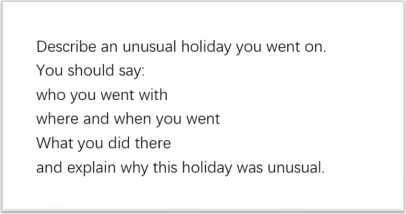 Describe an unusual holiday you went on.
You should say:
who you went with
where and when you went
What you did there
and explain why this holiday was unusual.